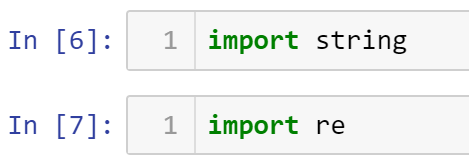 In [6]: 1 import string
In [7]: 1 import re